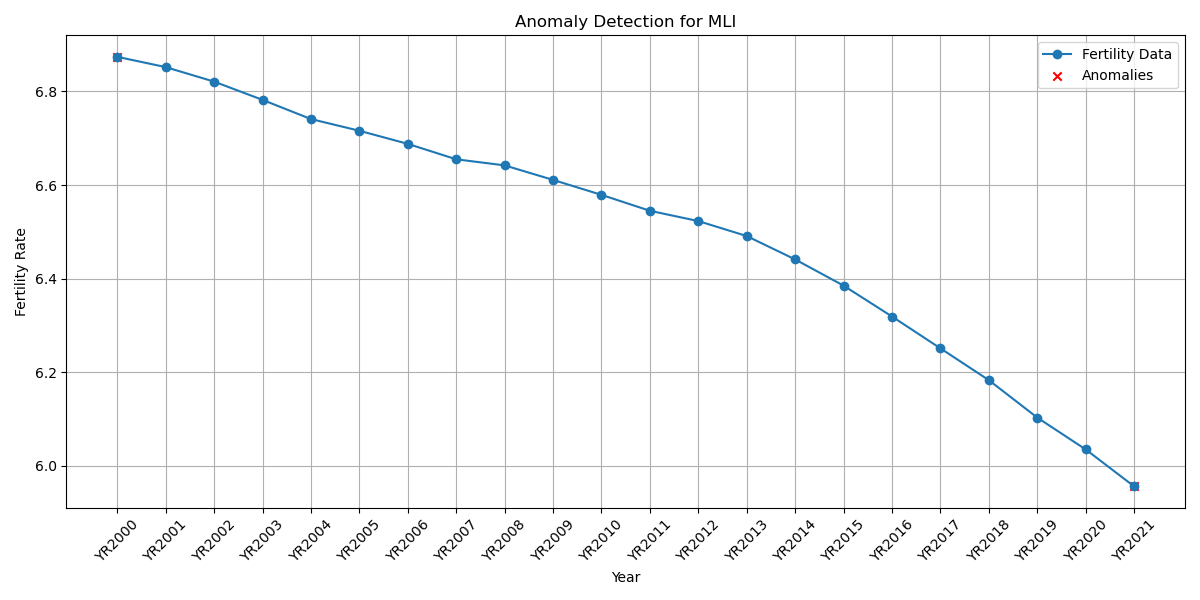 Anomaly Detection for MLI
Fertility Data
Anomalies
Fertility Rate
6.8
6.6
6.4
6.2
6.0
YR2000
YR2001
YR2002
YR2003
YR2004
YR2005
YR2006
YR2007
YR2008
YR2009
YR2010
YR2011
YR2012
YR2013
YR2014
YR2015
YR2016
YR2017
YR2018
YR2019
YR2020
YR2021
Year